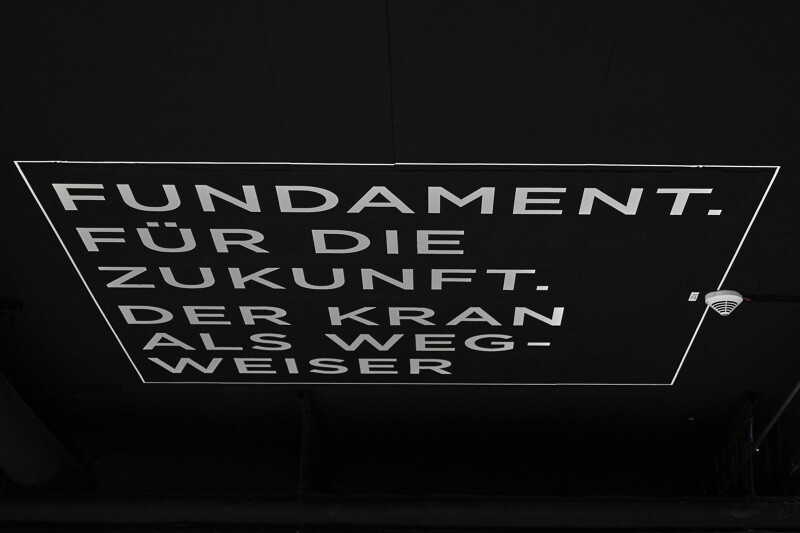 FUNDAMENT.
FÜR DIE
ZUKUNFT.
DER KRAN
ALS WEG-
WEISER